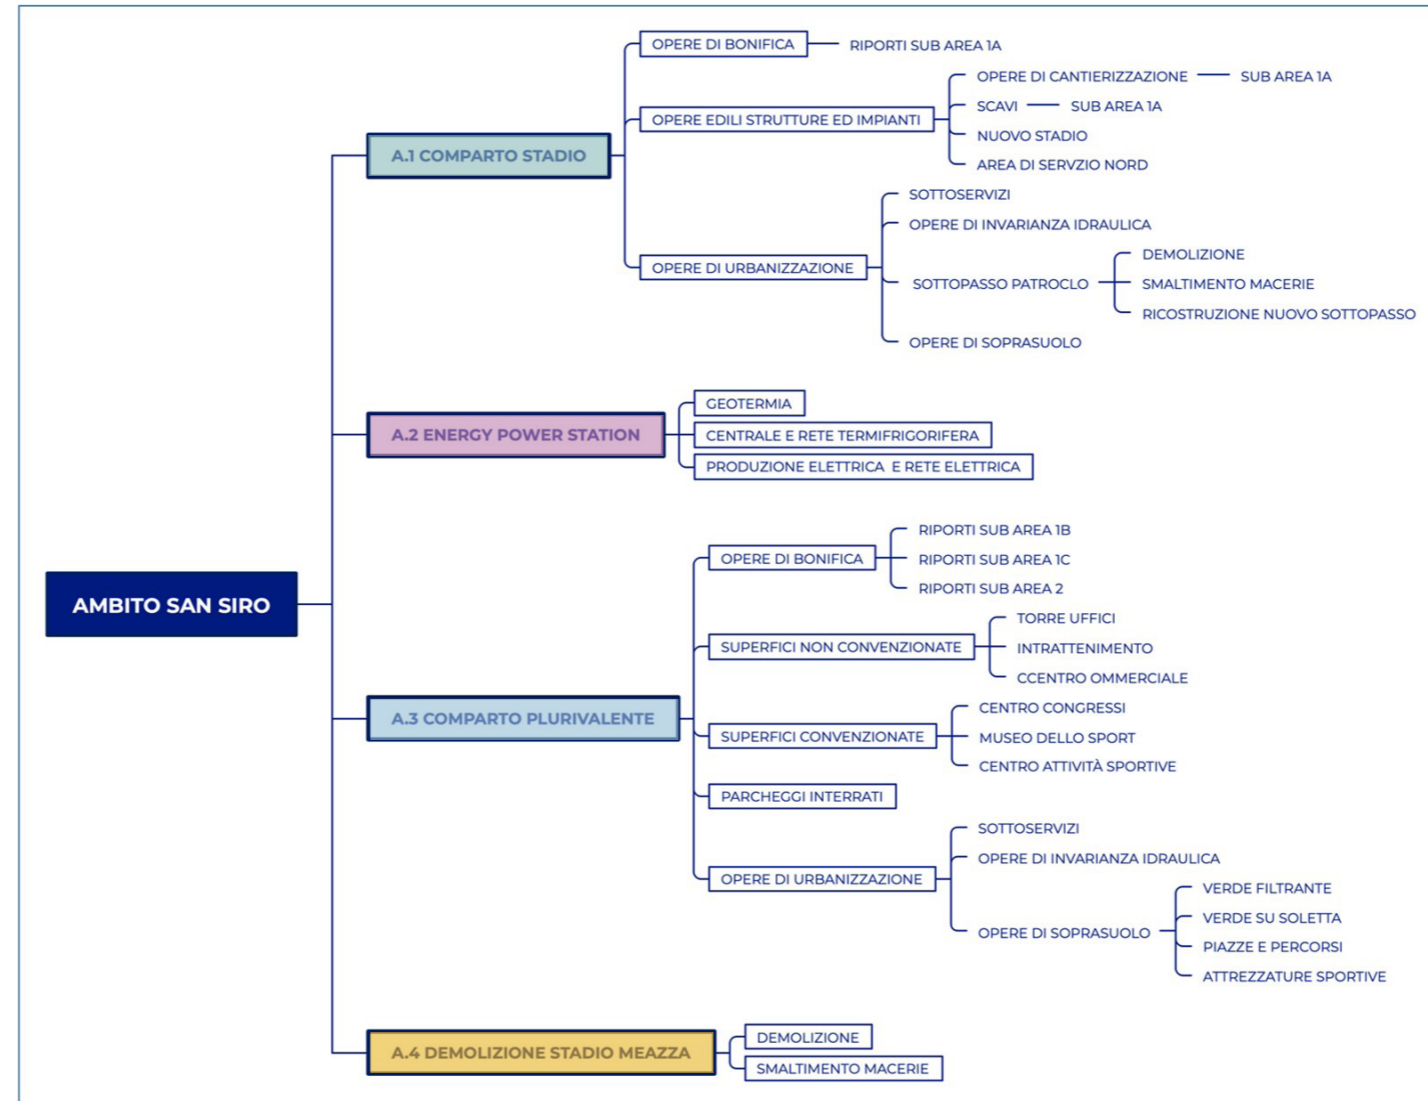 OPERE DI BONIFICA
RIPORTI SUB AREA 1A
OPERE EDILI STRUTTURE ED IMPIANTI
OPERE DI CANTIERIZZAZIONE
SUB AREA 1A
SCAVI
SUB AREA 1A
NUOVO STADIO
AREA DI SERVZIO NORD
A.1 COMPARTO STADIO
OPERE DI URBANIZZAZIONE
SOTTOSERVIZI
OPERE DI INVARIANZA IDRAULICA
SOTTOPASSO PATROCLO
DEMOLIZIONE
SMALTIMENTO MACERIE
RICOSTRUZIONE NUOVO SOTTOPASSO
OPERE DI SOPRASUOLO
A.2 ENERGY POWER STATION
GEOTERMIA
CENTRALE E RETE TERMIFRIGORIFERA
PRODUZIONE ELETTRICA E RETE ELETTRICA
AMBITO SAN SIRO
A.3 COMPARTO PLURIVALENTE
OPERE DI BONIFICA
RIPORTI SUB AREA 1B
RIPORTI SUB AREA 1C
RIPORTI SUB AREA 2
SUPERFICI NON CONVENZIONATE
TORRE UFFICI
INTRATTENIMENTO
CCENTRO OMMERCIALE
SUPERFICI CONVENZIONATE
CENTRO CONGRESSI
MUSEO DELLO SPORT
CENTRO ATTIVITÀ SPORTIVE
PARCHEGGI INTERRATI
OPERE DI URBANIZZAZIONE
SOTTOSERVIZI
OPERE DI INVARIANZA IDRAULICA
OPERE DI SOPRASUOLO
VERDE FILTRANTE
VERDE SU SOLETTA
PIAZZE E PERCORSI
ATTREZZATURE SPORTIVE
A.4 DEMOLIZIONE STADIO MEAZZA
DEMOLIZIONE
SMALTIMENTO MACERIE